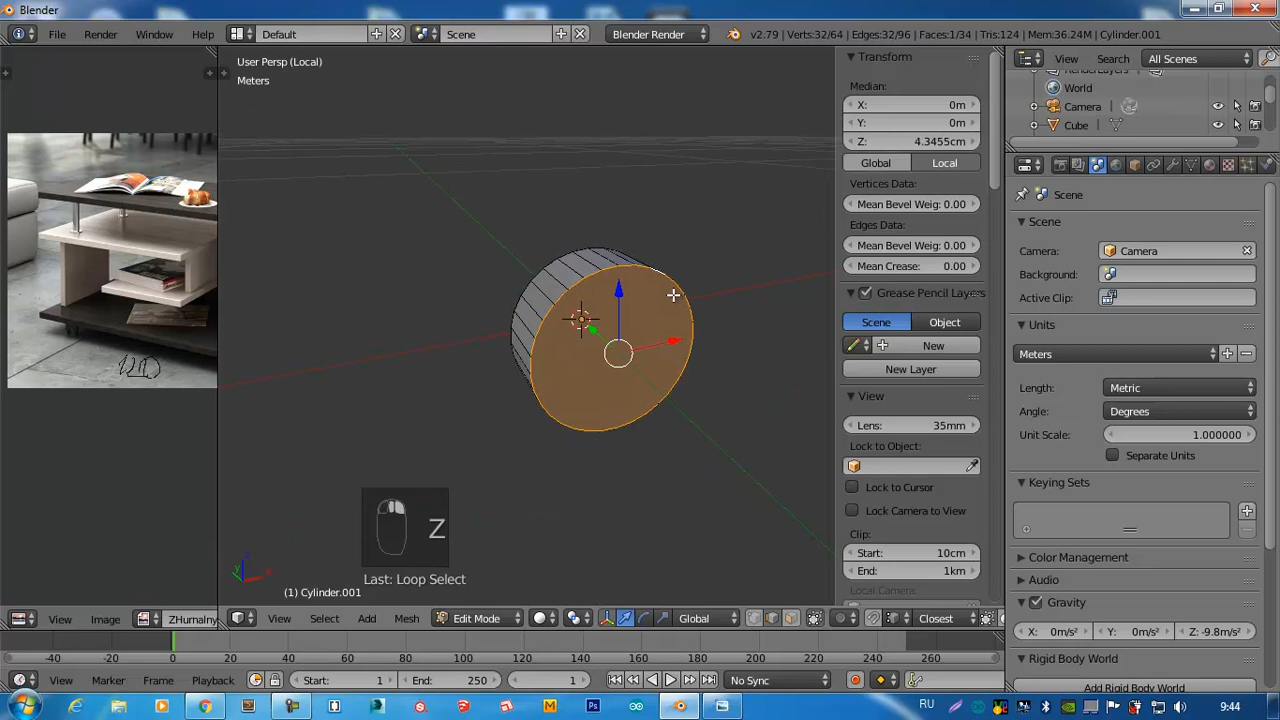 Blender
File Render Window Help Default Scene Blender Render v2.79 | Verts:32/64 | Edges:32/96 | Faces:1/34 | Tris:124 | Mem:36.24M | Cylinder.001
View Search All Scenes
User Persp (Local)
Meters
World
Camera
Cube
Transform
Median:
X: 0m
Y: 0m
Z: 4.3455cm
Global Local
Vertices Data:
Mean Bevel Weig: 0.00
Edges Data:
Mean Bevel Weig: 0.00
Mean Crease: 0.00
Grease Pencil Layers
Scene Object
New
New Layer
View
Lens: 35mm
Lock to Object:
Lock to Cursor
Lock Camera to View
Clip:
Start: 10cm
End: 1km
Local Camera:
Scene
Scene
Camera: Camera
Background:
Active Clip:
Units
Meters
Length: Metric
Angle: Degrees
Unit Scale: 1.000000
Separate Units
Keying Sets
Color Management
Audio
Gravity
X: 0m/s² Y: 0m/s² Z: -9.8m/s²
Rigid Body World
Add Rigid Body World
Z
Last: Loop Select
(1) Cylinder.001
View Image ZHurnalny
View Select Add Mesh Edit Mode Global Closest
-40 -20 0 20 40 60 80 100 120 140 160 180 200 220 240 260
View Marker Frame Playback Start: 1 End: 250 1 No Sync
RU 9:44